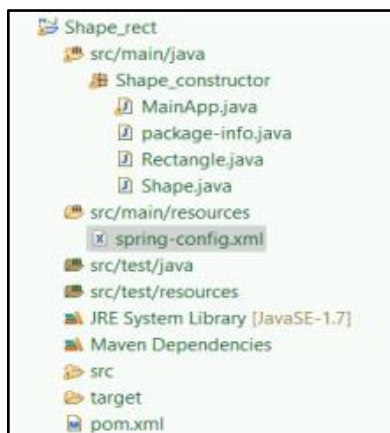 Shape_rect
src/main/java
Shape_constructor
MainApp.java
package-info.java
Rectangle.java
Shape.java
src/main/resources
spring-config.xml
src/test/java
src/test/resources
JRE System Library [JavaSE-1.7]
Maven Dependencies
src
target
pom.xml